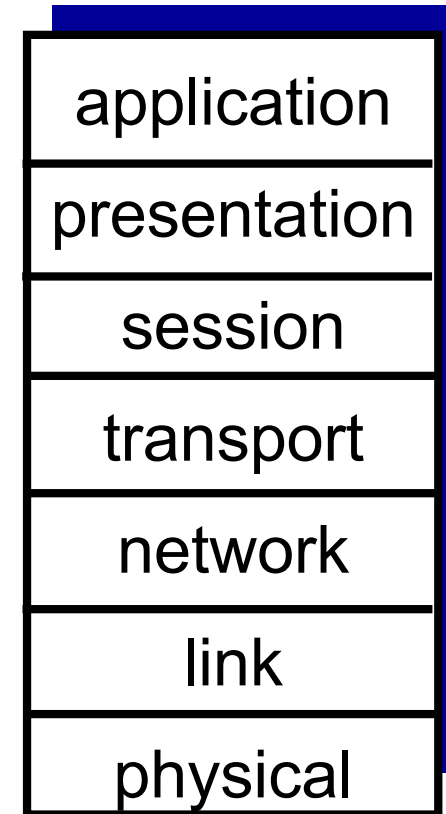 application
presentation
session
transport
network
link
physical